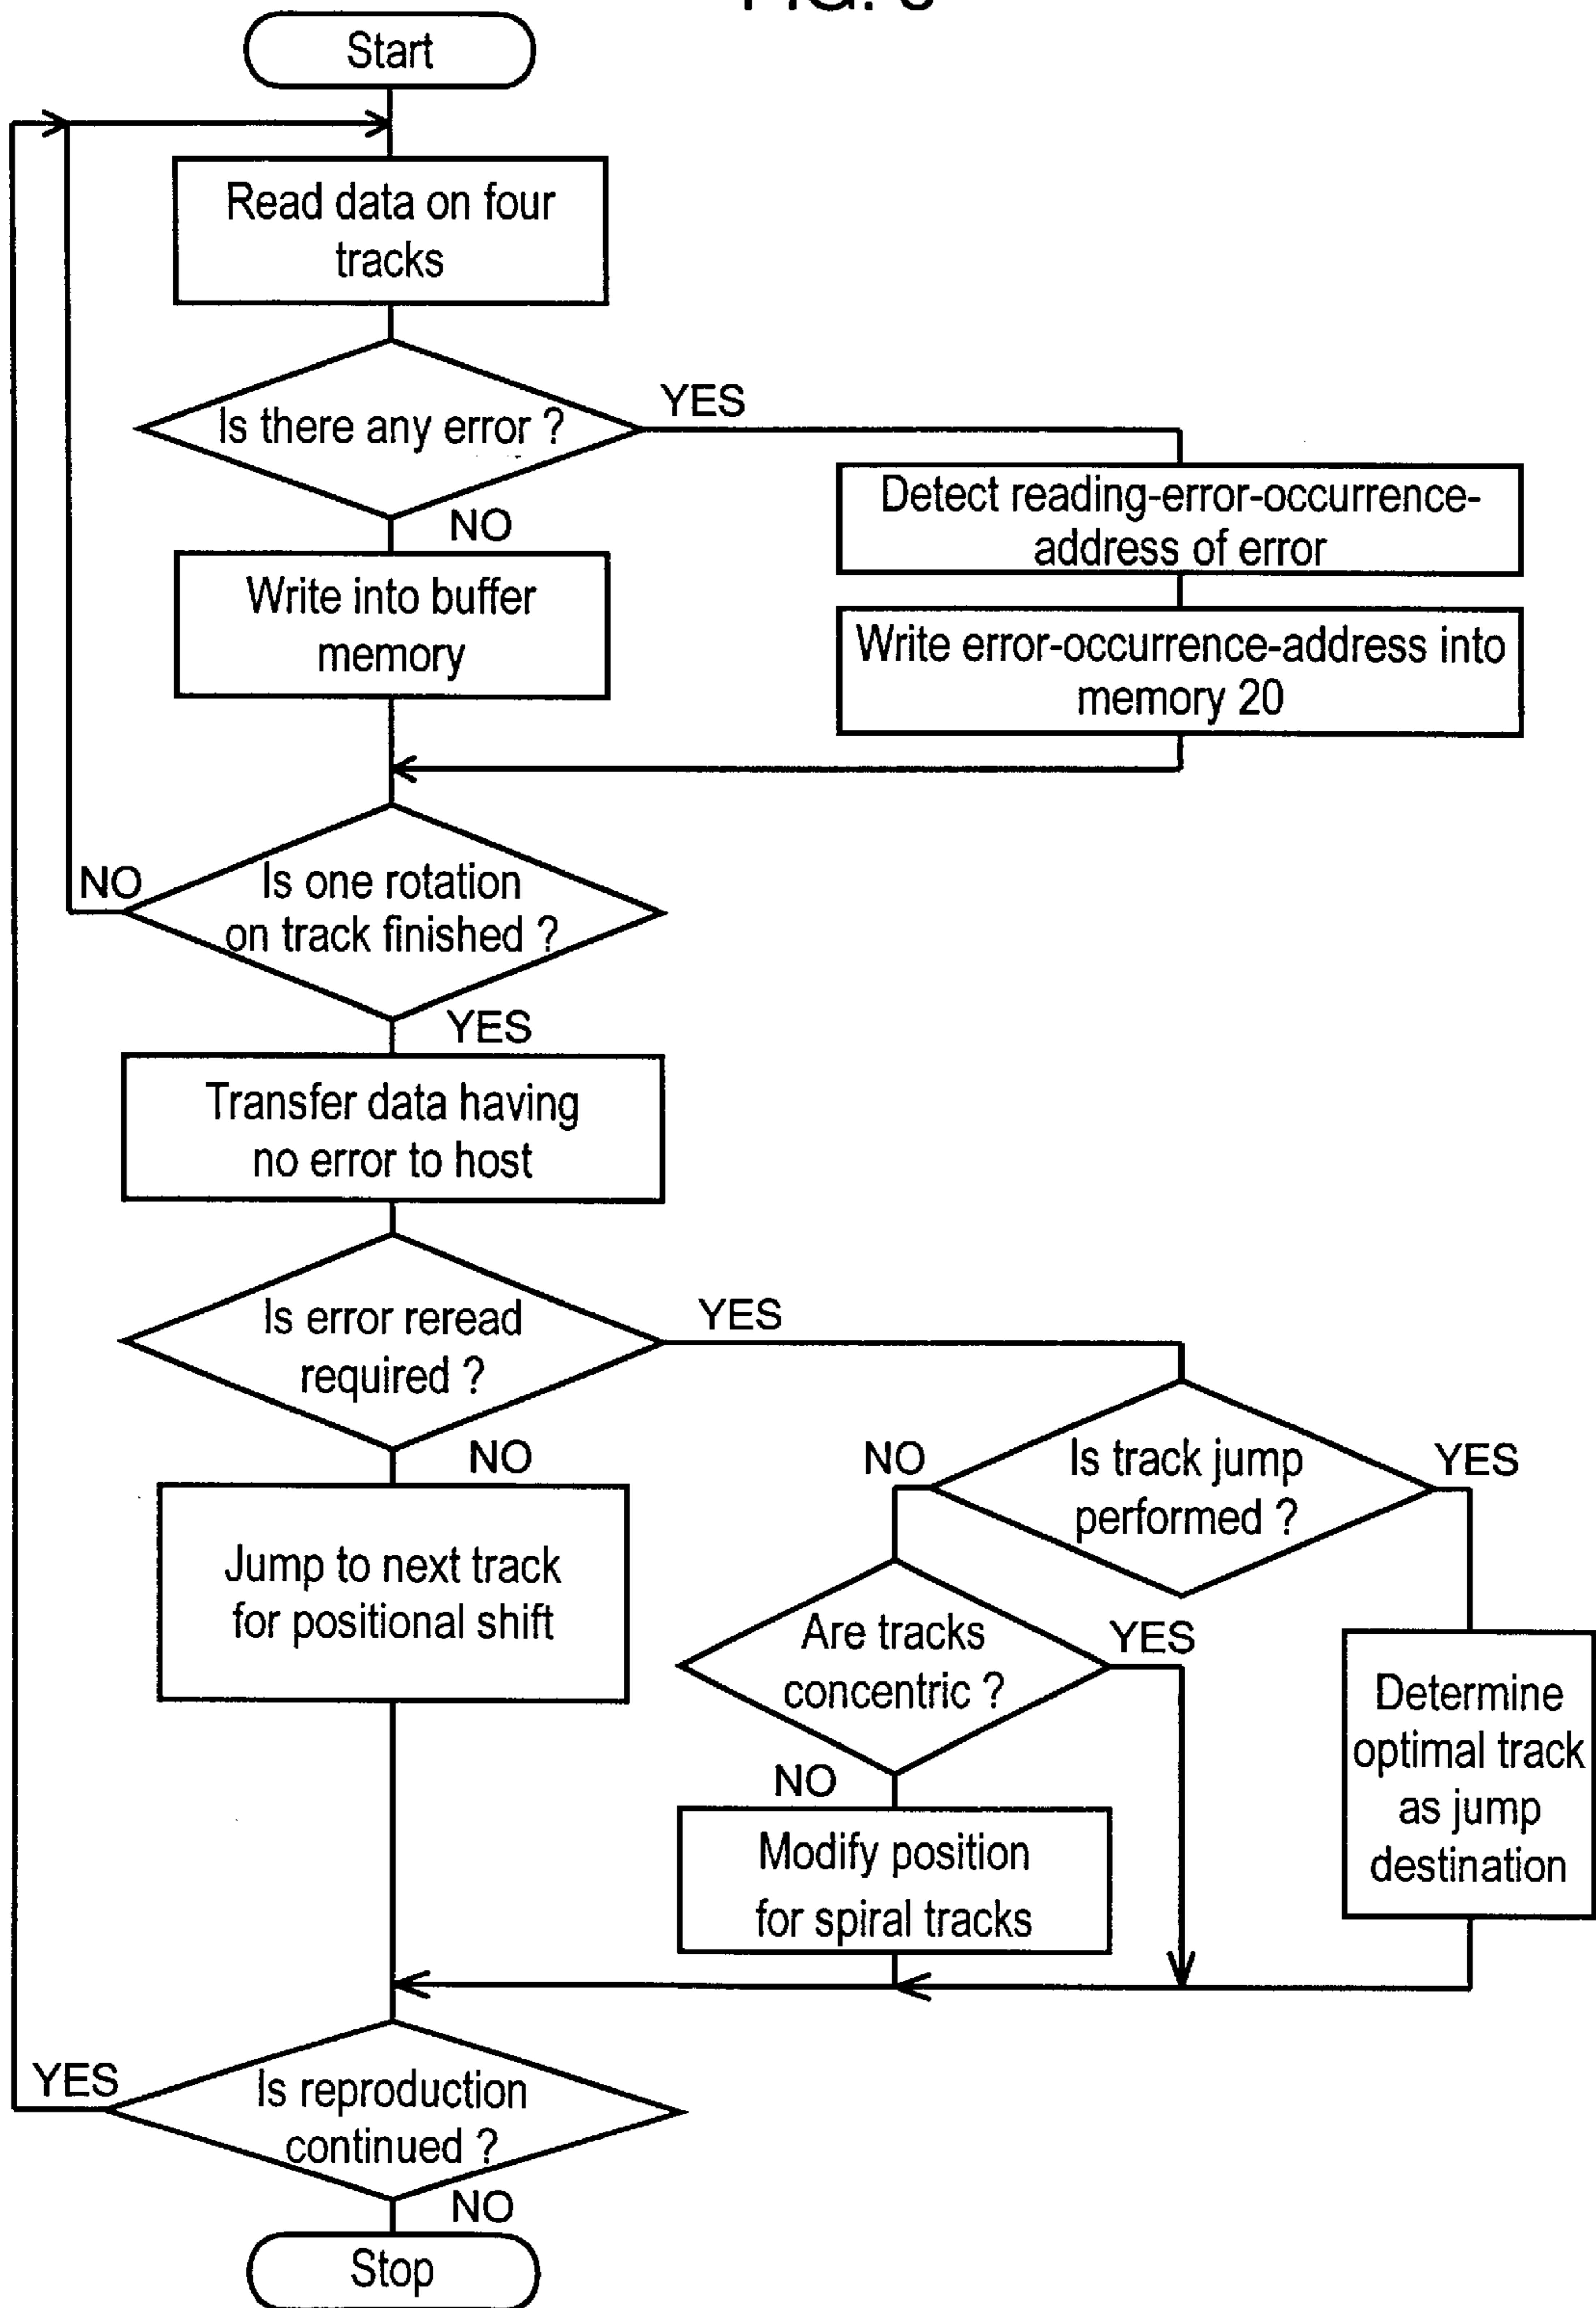 Start
Read data on four
tracks
Is there any error ?
YES
NO
Detect reading-error-occurrence-
address of error
Write into buffer
memory
Write error-occurrence-address into
memory 20
NO
Is one rotation
on track finished ?
YES
Transfer data having
no error to host
Is error reread
required ?
YES
NO
Is track jump
performed ?
NO
YES
Jump to next track
for positional shift
Are tracks
concentric ?
YES
NO
Determine
optimal track
as jump
destination
Modify position
for spiral tracks
YES
Is reproduction
continued ?
NO
Stop